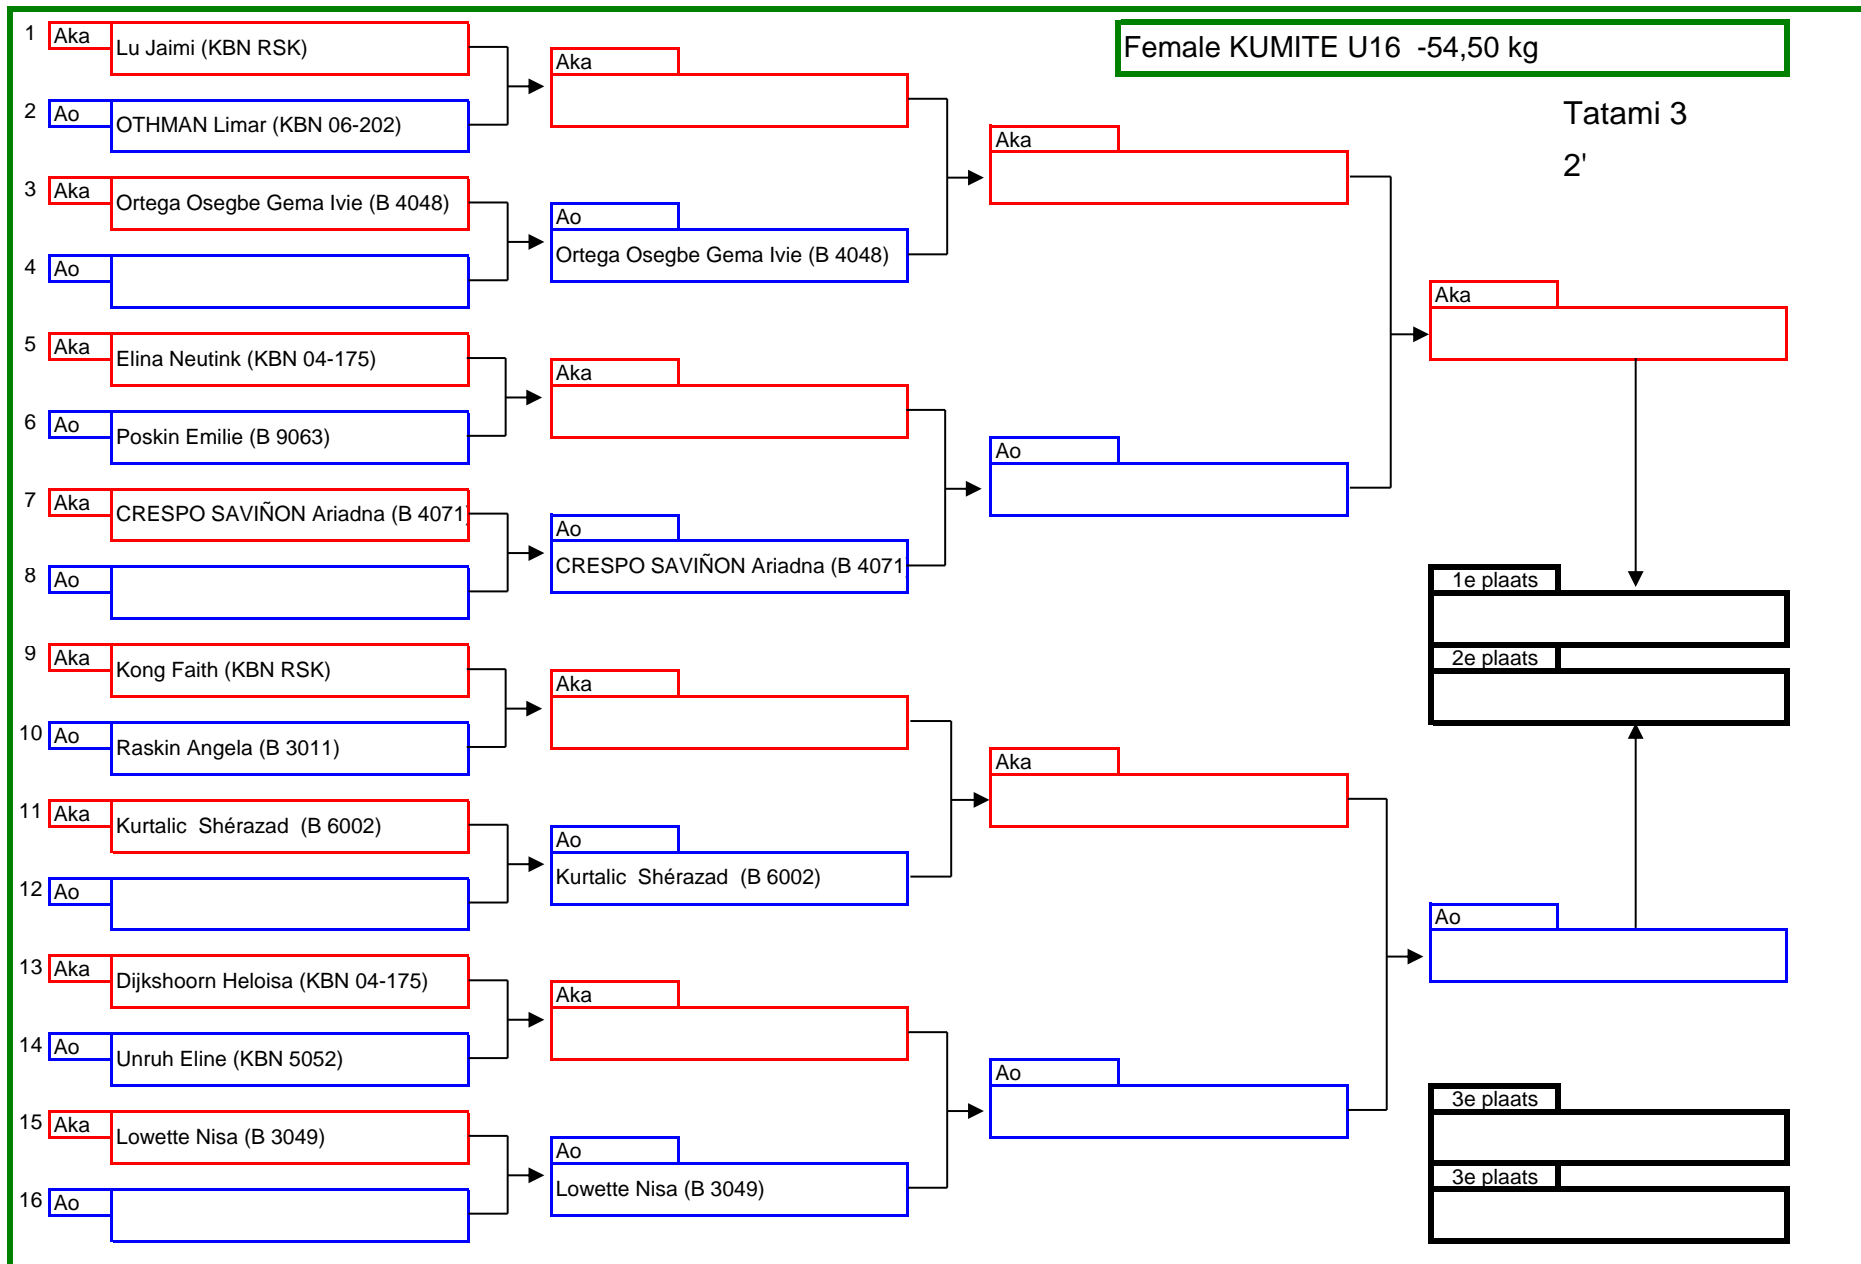 Female KUMITE U16  -54,50 kg
Tatami 3
2'
1 Aka
Lu Jaimi (KBN RSK)
2 Ao
OTHMAN Limar (KBN 06-202)
3 Aka
Ortega Osegbe Gema Ivie (B 4048)
4 Ao
5 Aka
Elina Neutink (KBN 04-175)
6 Ao
Poskin Emilie (B 9063)
7 Aka
CRESPO SAVIÑON Ariadna (B 4071)
8 Ao
9 Aka
Kong Faith (KBN RSK)
10 Ao
Raskin Angela (B 3011)
11 Aka
Kurtalic  Shérazad  (B 6002)
12 Ao
13 Aka
Dijkshoorn Heloisa (KBN 04-175)
14 Ao
Unruh Eline (KBN 5052)
15 Aka
Lowette Nisa (B 3049)
16 Ao
Aka
Ao
Ortega Osegbe Gema Ivie (B 4048)
Aka
Ao
CRESPO SAVIÑON Ariadna (B 4071
Aka
Ao
Kurtalic  Shérazad  (B 6002)
Aka
Ao
Lowette Nisa (B 3049)
Aka
Ao
Aka
Ao
Aka
Ao
1e plaats
2e plaats
3e plaats
3e plaats